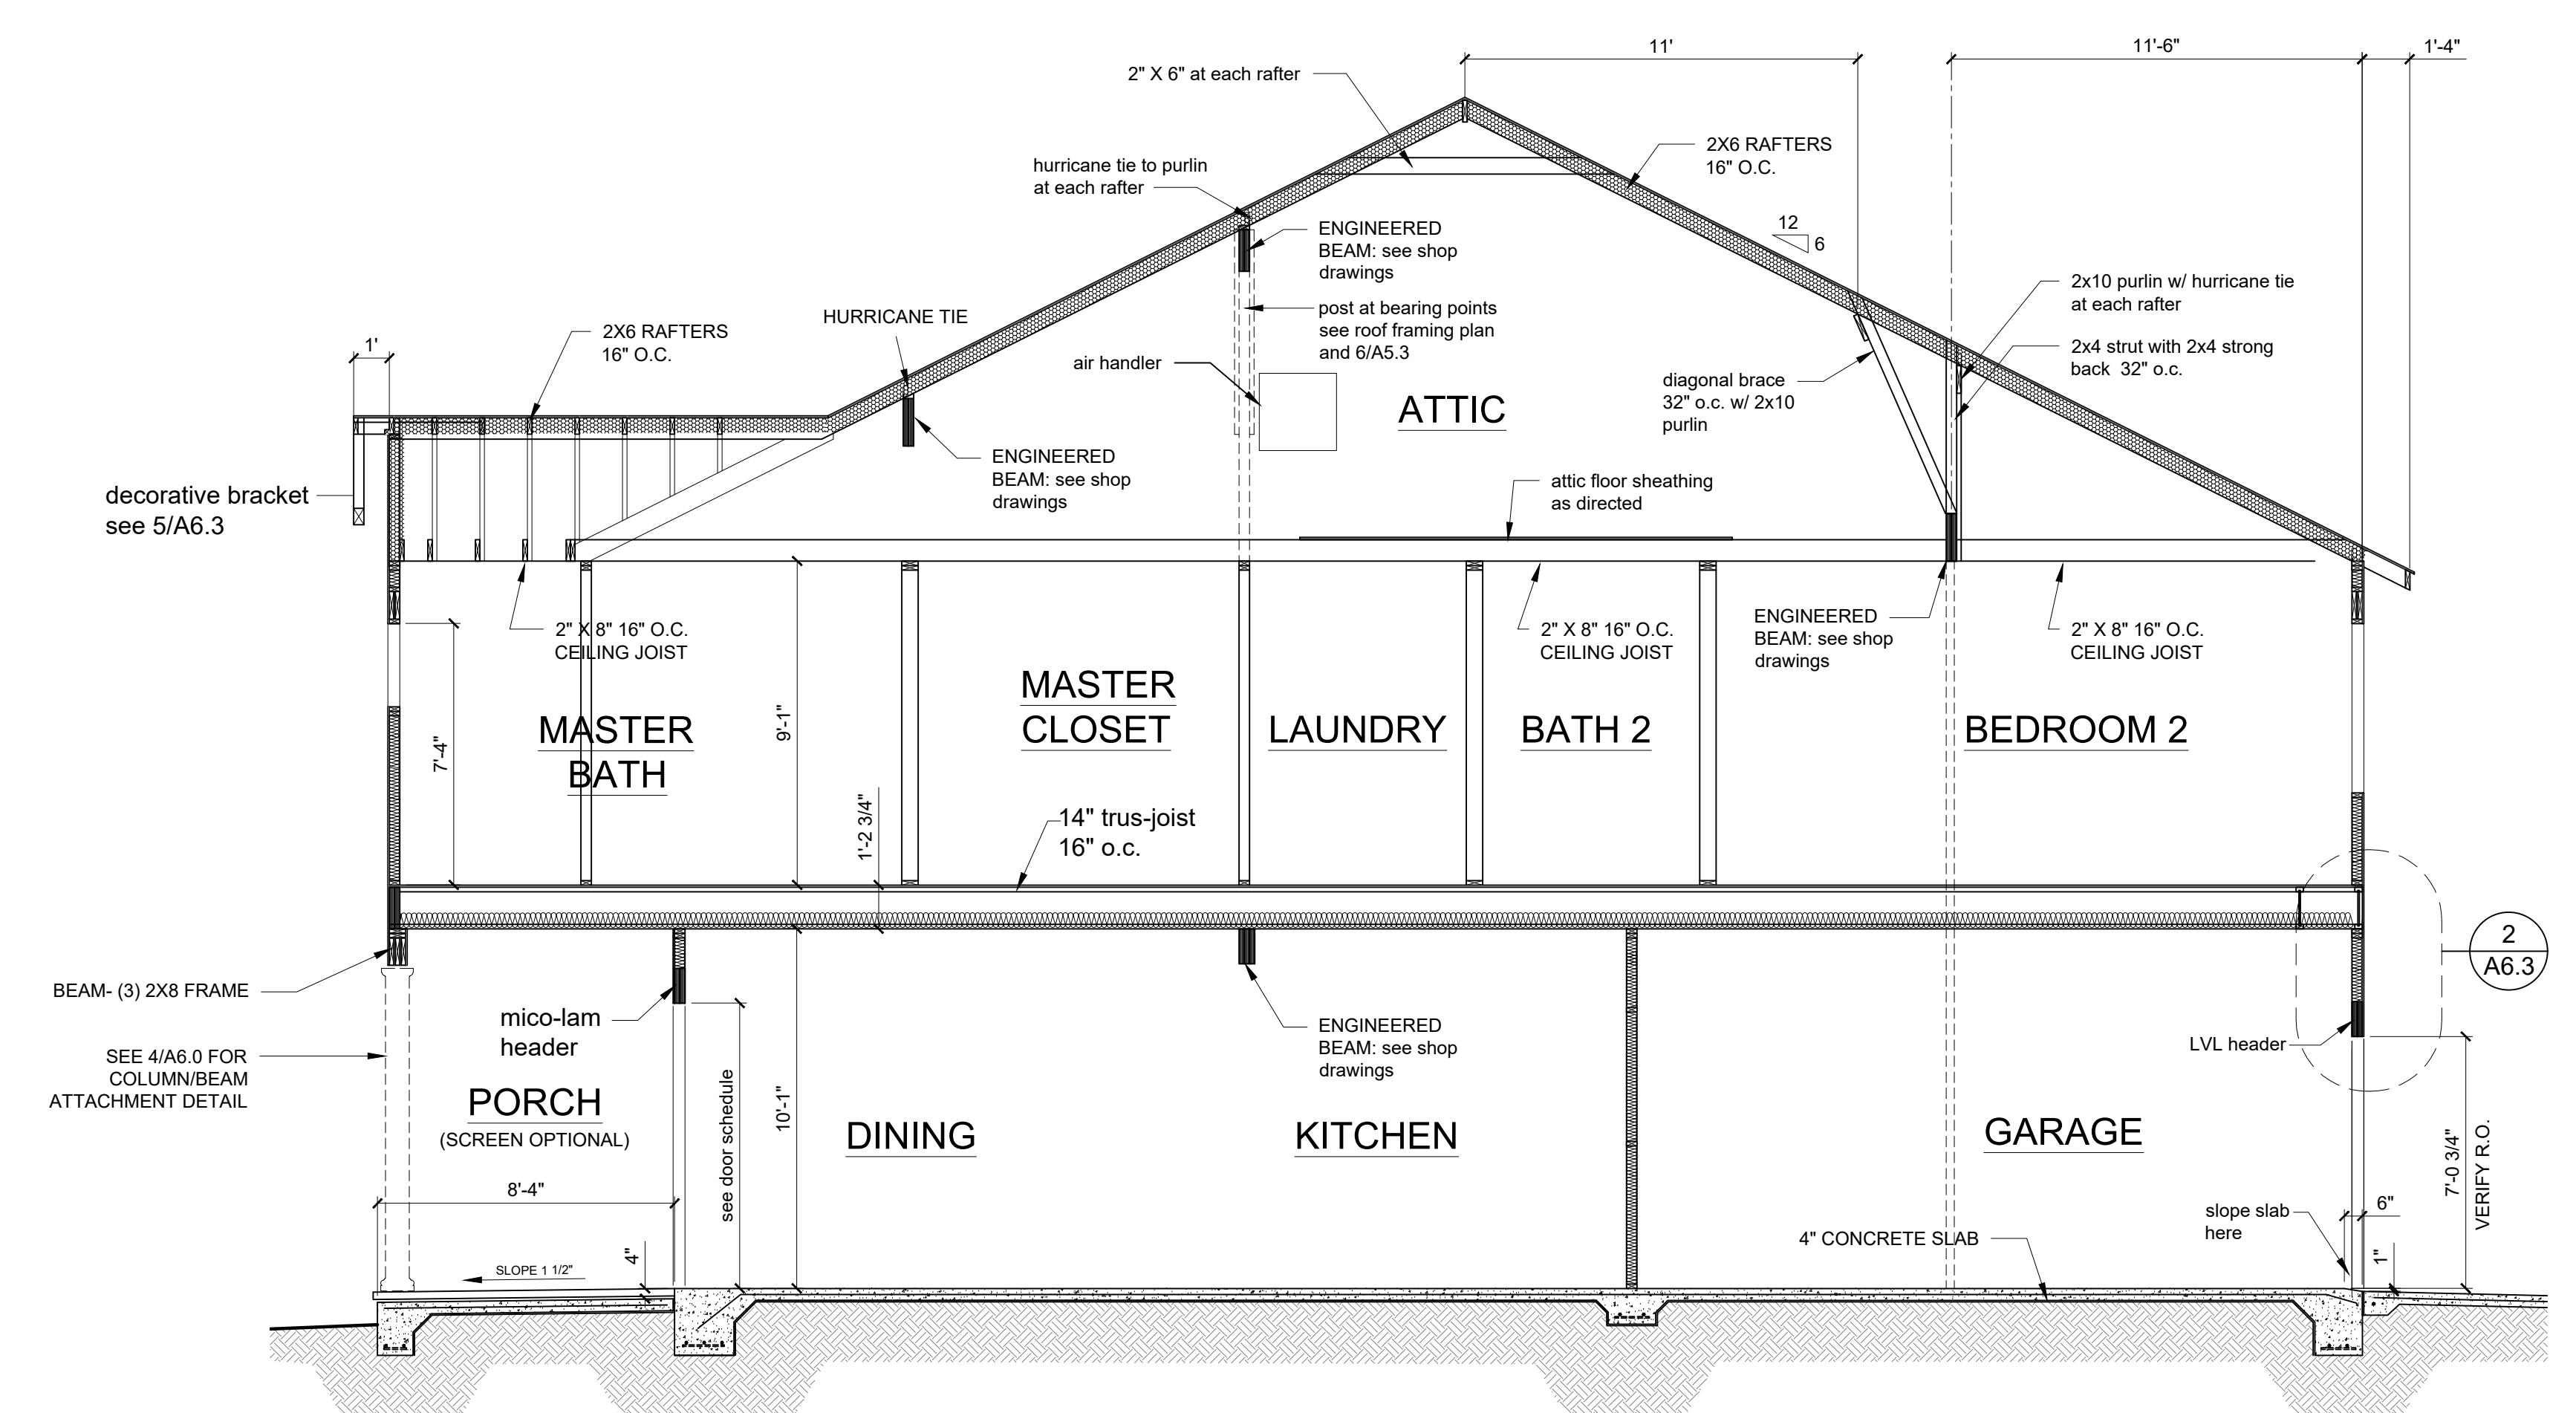 11'
11'-6"
1'-4"
2" X 6" at each rafter
2X6 RAFTERS
16" O.C.
hurricane tie to purlin
at each rafter
12
6
ENGINEERED
BEAM: see shop
drawings
2x10 purlin w/ hurricane tie
at each rafter
post at bearing points
see roof framing plan
and 6/A5.3
HURRICANE TIE
2X6 RAFTERS
16" O.C.
1'
2x4 strut with 2x4 strong
back 32" o.c.
air handler
diagonal brace
32" o.c. w/ 2x10
purlin
ATTIC
ENGINEERED
BEAM: see shop
drawings
attic floor sheathing
as directed
decorative bracket
see 5/A6.3
2" X 8" 16" O.C.
CEILING JOIST
2" X 8" 16" O.C.
CEILING JOIST
ENGINEERED
BEAM: see shop
drawings
2" X 8" 16" O.C.
CEILING JOIST
7'-4"
MASTER
BATH
9'-1"
MASTER
CLOSET
LAUNDRY
BATH 2
BEDROOM 2
1'-2 3/4"
14" trus-joist
16" o.c.
2
A6.3
BEAM- (3) 2X8 FRAME
mico-lam
header
ENGINEERED
BEAM: see shop
drawings
LVL header
SEE 4/A6.0 FOR
COLUMN/BEAM
ATTACHMENT DETAIL
PORCH
(SCREEN OPTIONAL)
see door schedule
10'-1"
DINING
KITCHEN
GARAGE
7'-0 3/4"
VERIFY R.O.
8'-4"
6"
slope slab
here
4" CONCRETE SLAB
4"
1"
SLOPE 1 1/2"